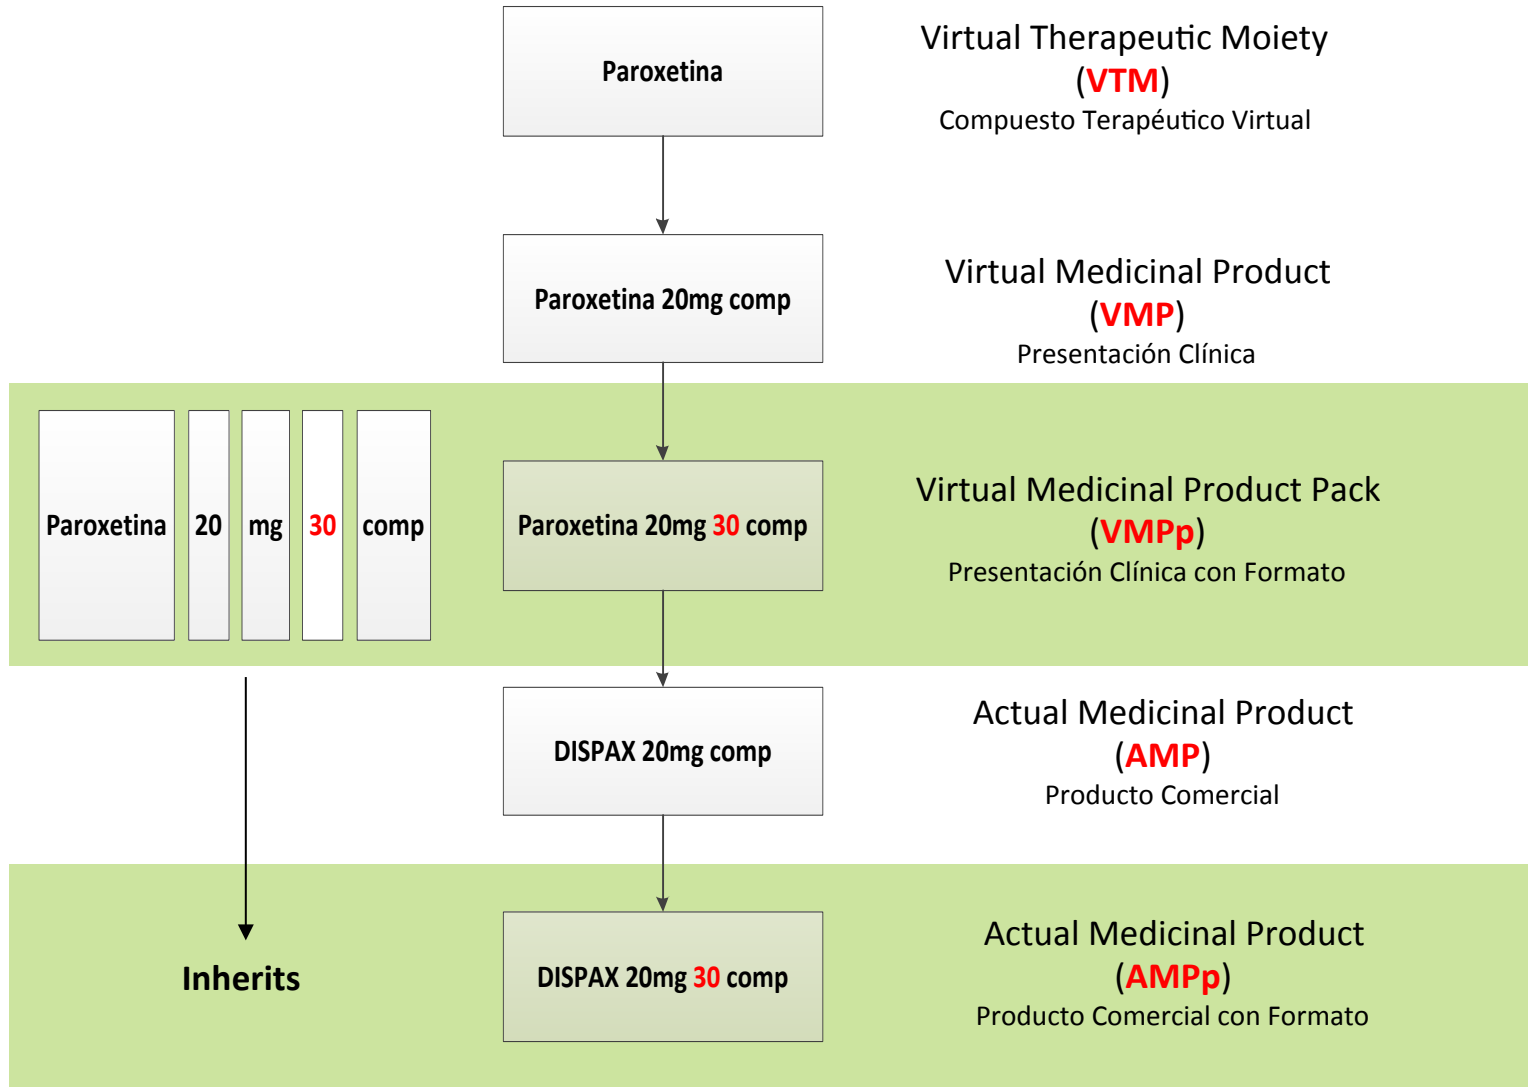 Paroxetina
Virtual Therapeutic Moiety
(VTM)
Compuesto Terapéutico Virtual
Paroxetina 20mg comp
Virtual Medicinal Product
(VMP)
Presentación Clínica
Paroxetina 20 mg 30 comp
Paroxetina 20mg 30 comp
Virtual Medicinal Product Pack
(VMPp)
Presentación Clínica con Formato
DISPAX 20mg comp
Actual Medicinal Product
(AMP)
Producto Comercial
Inherits
DISPAX 20mg 30 comp
Actual Medicinal Product
(AMPp)
Producto Comercial con Formato